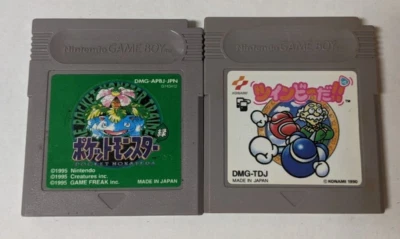 Nintendo GAME BOY
DMG-APBJ-JPN
緑
ポケットモンスター
POCKET MONSTERS
©1995 Nintendo
©1995 Creatures inc.
©1995 GAME FREAK inc.
MADE IN JAPAN
Nintendo GAME BOY
KONAMI
ツインビーだ!!
DMG-TDJ
MADE IN JAPAN
© KONAMI 1990